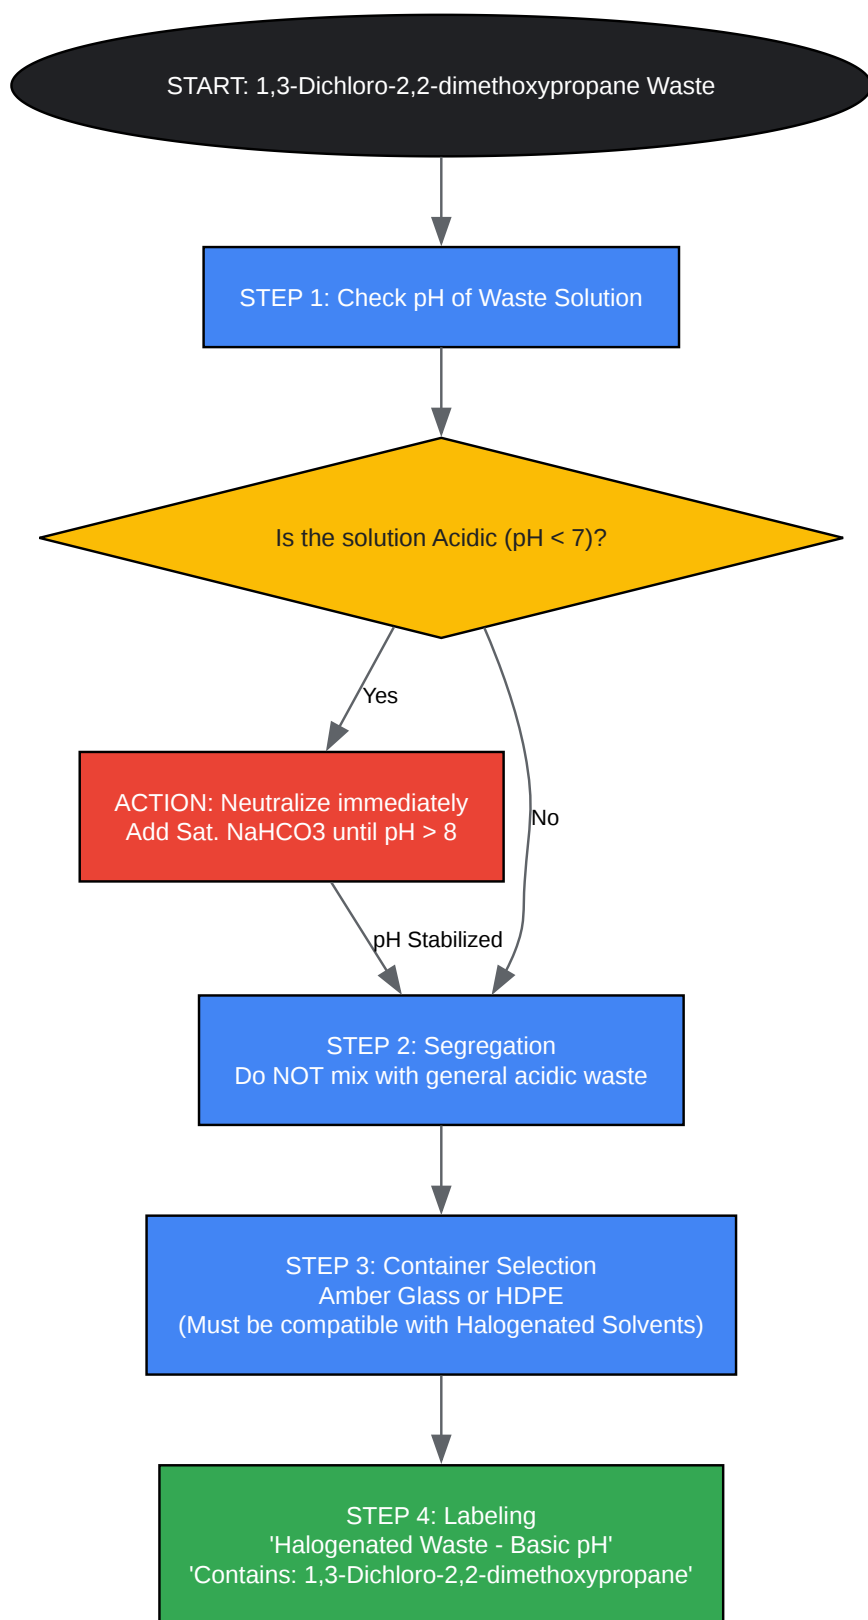 START: 1,3-Dichloro-2,2-dimethoxypropane Waste
STEP 1: Check pH of Waste Solution
Is the solution Acidic (pH < 7)?
Yes
ACTION: Neutralize immediately
Add Sat. NaHCO3 until pH > 8
No
pH Stabilized
STEP 2: Segregation
Do NOT mix with general acidic waste
STEP 3: Container Selection
Amber Glass or HDPE
(Must be compatible with Halogenated Solvents)
STEP 4: Labeling
'Halogenated Waste - Basic pH'
'Contains: 1,3-Dichloro-2,2-dimethoxypropane'